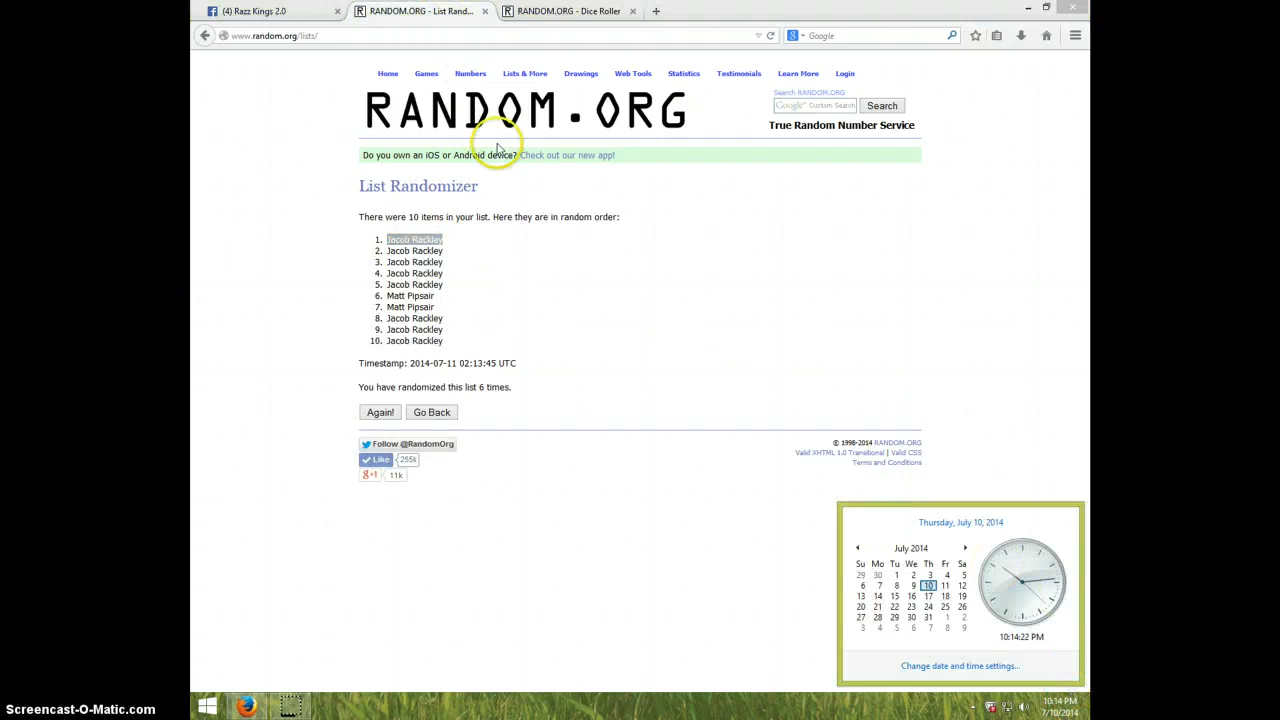 (4) Razz Kings 2.0
RANDOM.ORG - List Rand...
RANDOM.ORG - Dice Roller
www.random.org/lists/
Google
Home Games Numbers Lists & More Drawings Web Tools Statistics Testimonials Learn More Login
RANDOM.ORG
Search RANDOM.ORG
Google™ Custom Search
Search
True Random Number Service
Do you own an iOS or Android device? Check out our new app!
List Randomizer
There were 10 items in your list. Here they are in random order:
1. Jacob Rackley
2. Jacob Rackley
3. Jacob Rackley
4. Jacob Rackley
5. Jacob Rackley
6. Matt Pipsair
7. Matt Pipsair
8. Jacob Rackley
9. Jacob Rackley
10. Jacob Rackley
Timestamp: 2014-07-11 02:13:45 UTC
You have randomized this list 6 times.
Again! Go Back
Follow @RandomOrg
Like 255k
g+1 11k
© 1998-2014 RANDOM.ORG
Valid XHTML 1.0 Transitional | Valid CSS
Terms and Conditions
Thursday, July 10, 2014
July 2014
Su Mo Tu We Th Fr Sa
29 30 1 2 3 4 5
6 7 8 9 10 11 12
13 14 15 16 17 18 19
20 21 22 23 24 25 26
27 28 29 30 31 1 2
3 4 5 6 7 8 9
10:14:22 PM
Change date and time settings...
10:14 PM
7/10/2014
Screencast-O-Matic.com